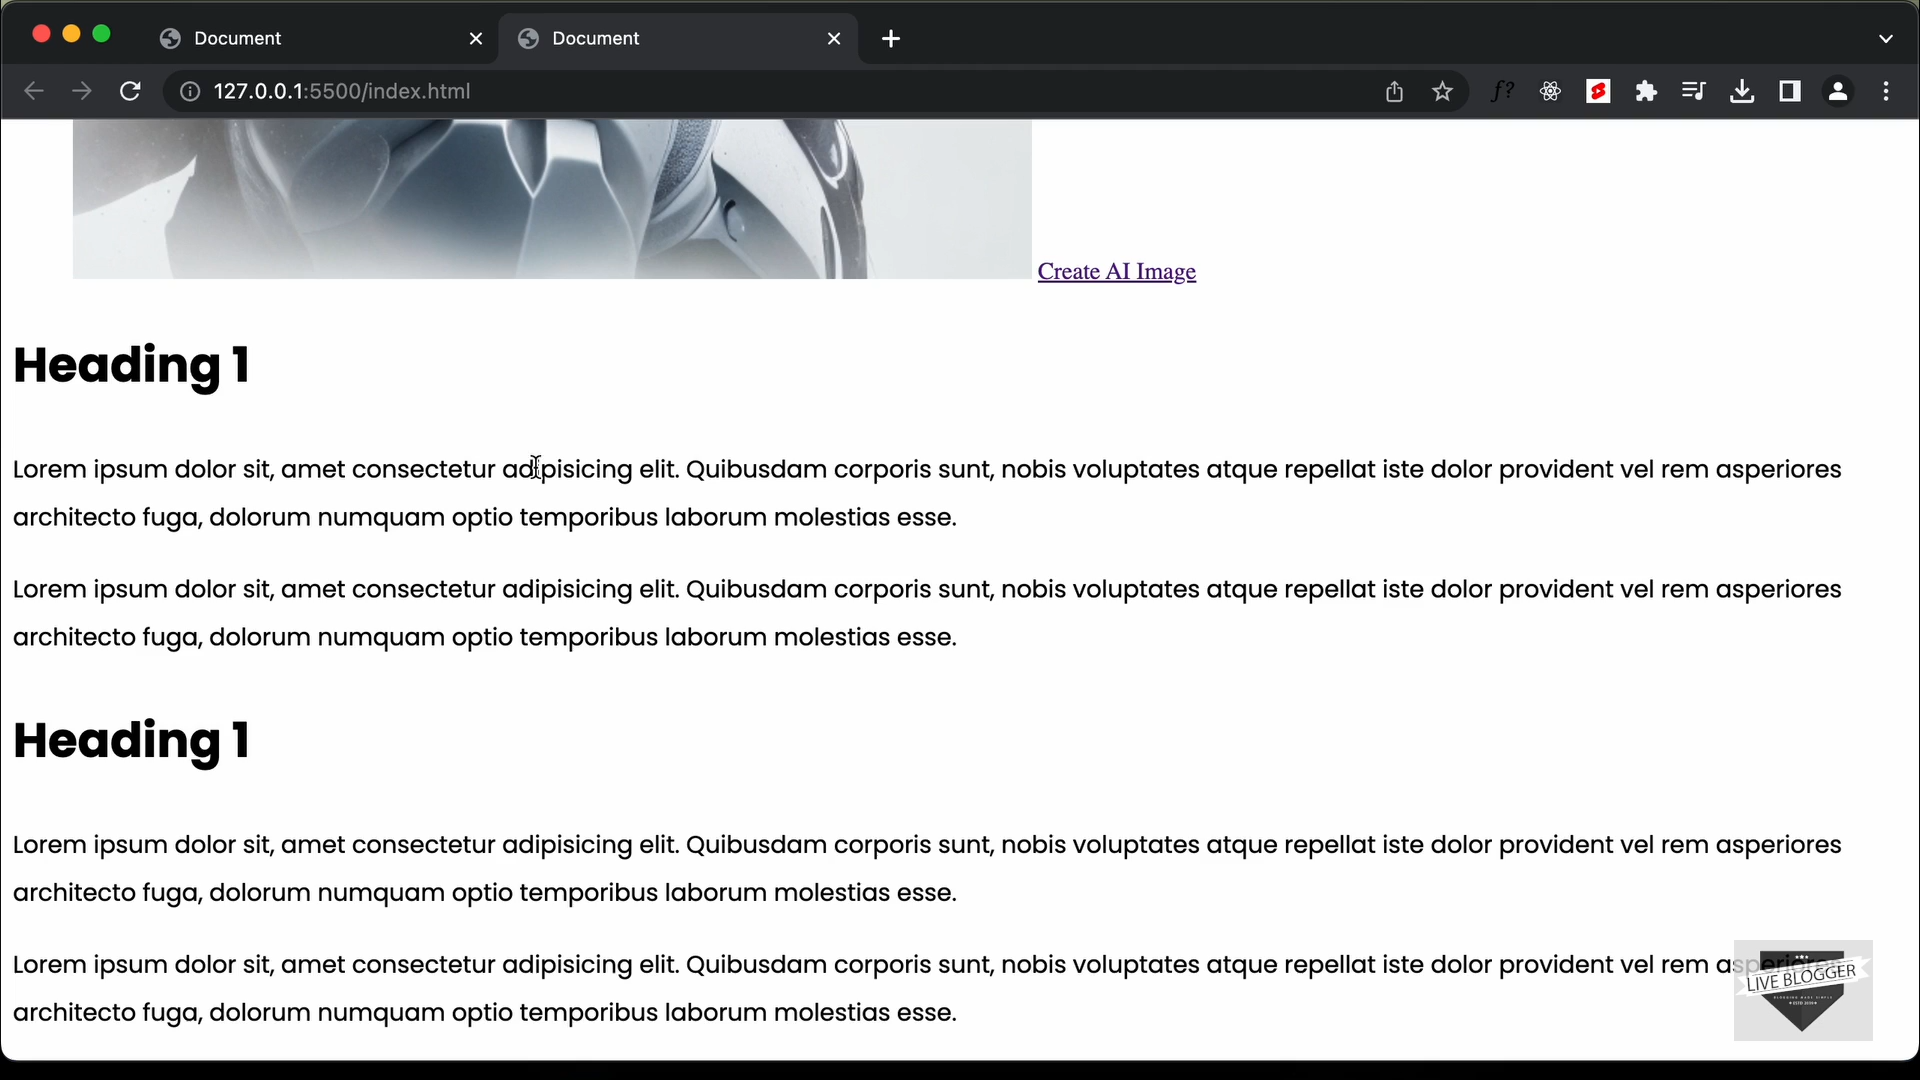 Document
Document
127.0.0.1:5500/index.html
f?
Create AI Image
Heading 1
Lorem ipsum dolor sit, amet consectetur adipisicing elit. Quibusdam corporis sunt, nobis voluptates atque repellat iste dolor provident vel rem asperiores
architecto fuga, dolorum numquam optio temporibus laborum molestias esse.
Lorem ipsum dolor sit, amet consectetur adipisicing elit. Quibusdam corporis sunt, nobis voluptates atque repellat iste dolor provident vel rem asperiores
architecto fuga, dolorum numquam optio temporibus laborum molestias esse.
Heading 1
Lorem ipsum dolor sit, amet consectetur adipisicing elit. Quibusdam corporis sunt, nobis voluptates atque repellat iste dolor provident vel rem asperiores
architecto fuga, dolorum numquam optio temporibus laborum molestias esse.
Lorem ipsum dolor sit, amet consectetur adipisicing elit. Quibusdam corporis sunt, nobis voluptates atque repellat iste dolor provident vel rem asperiores
architecto fuga, dolorum numquam optio temporibus laborum molestias esse.
LIVE BLOGGER